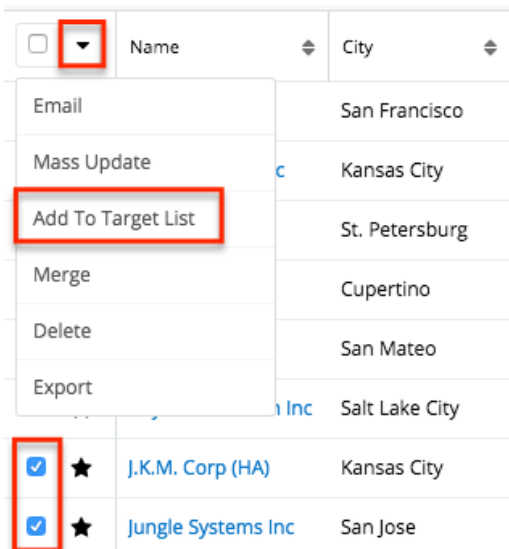 Name City
Email
San Francisco
Mass Update
c Kansas City
Add To Target List
St. Petersburg
Merge
Cupertino
Delete
San Mateo
Export
Inc Salt Lake City
J.K.M. Corp (HA) Kansas City
Jungle Systems Inc San Jose